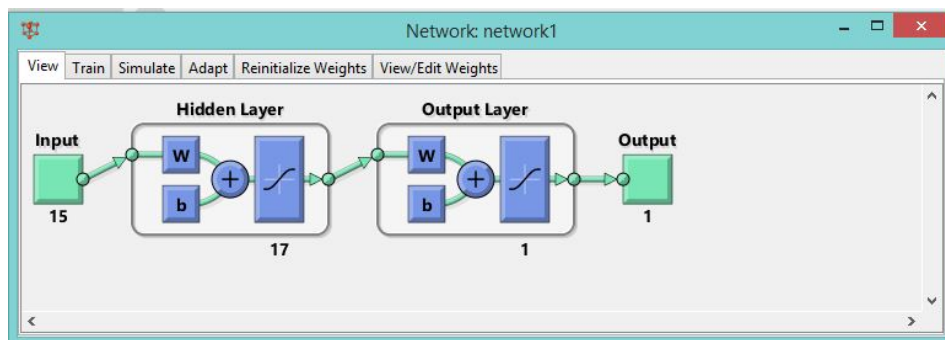 Network: network1
View Train Simulate Adapt Reinitialize Weights View/Edit Weights
Hidden Layer Output Layer
Input Output
W W
b b
15 1
17 1